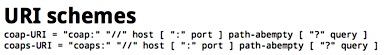 URI schemes
coap-URI = "coap:" "//" host [ ":" port ] path-abempty [ "?" query ]
coaps-URI = "coaps:" "//" host [ ":" port ] path-abempty [ "?" query ]